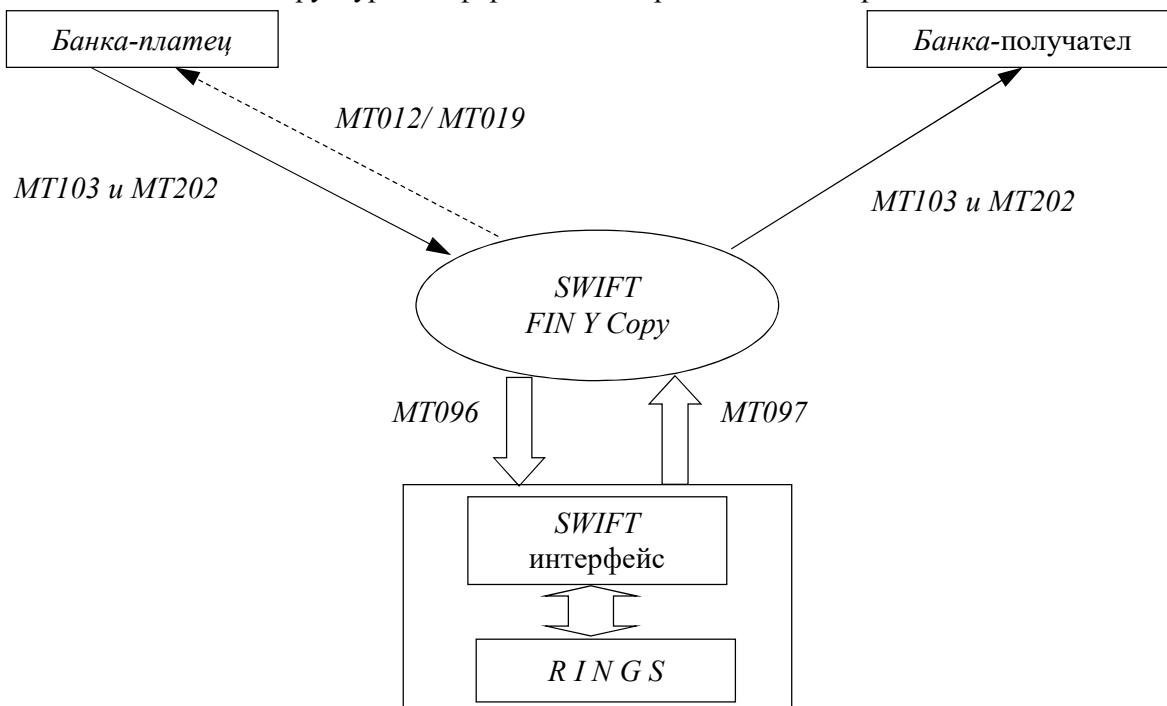 Банка-платец
Банка-получател
MT012/ MT019
MT103 и MT202
MT103 и MT202
SWIFT
FIN Y Copy
MT096
MT097
SWIFT
интерфейс
R I N G S